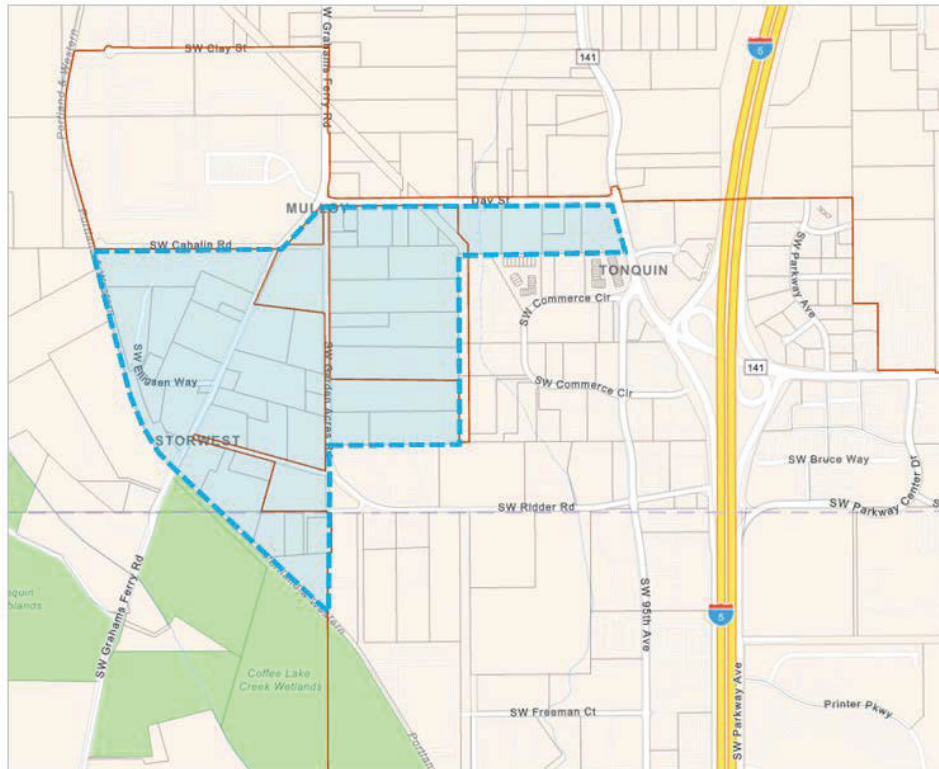 SW Clay St
Portland & Western
W Grahams Ferry Rd
141
5
MULLOY
Day St
SW Cahalin Rd
TONQUIN
SW Parkway Ave
SW Commerce Cir
SW Elligsen Way
SW Commerce Cir
141
STORWEST
SW Bruce Way
SW Ridder Rd
SW Parkway Center Dr
S
SW Grahams Ferry Rd
SW 95th Ave
5
Coffee Lake
Creek Wetlands
SW Parkway Ave
SW Freeman Ct
Printer Pkwy